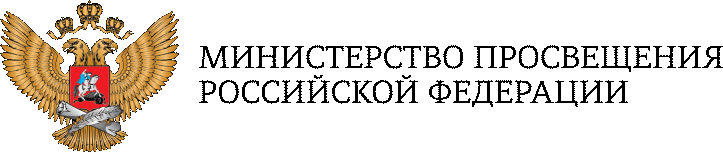 МИНИСТЕРСТВО ПРОСВЕЩЕНИЯ
РОССИЙСКОЙ ФЕДЕРАЦИИ